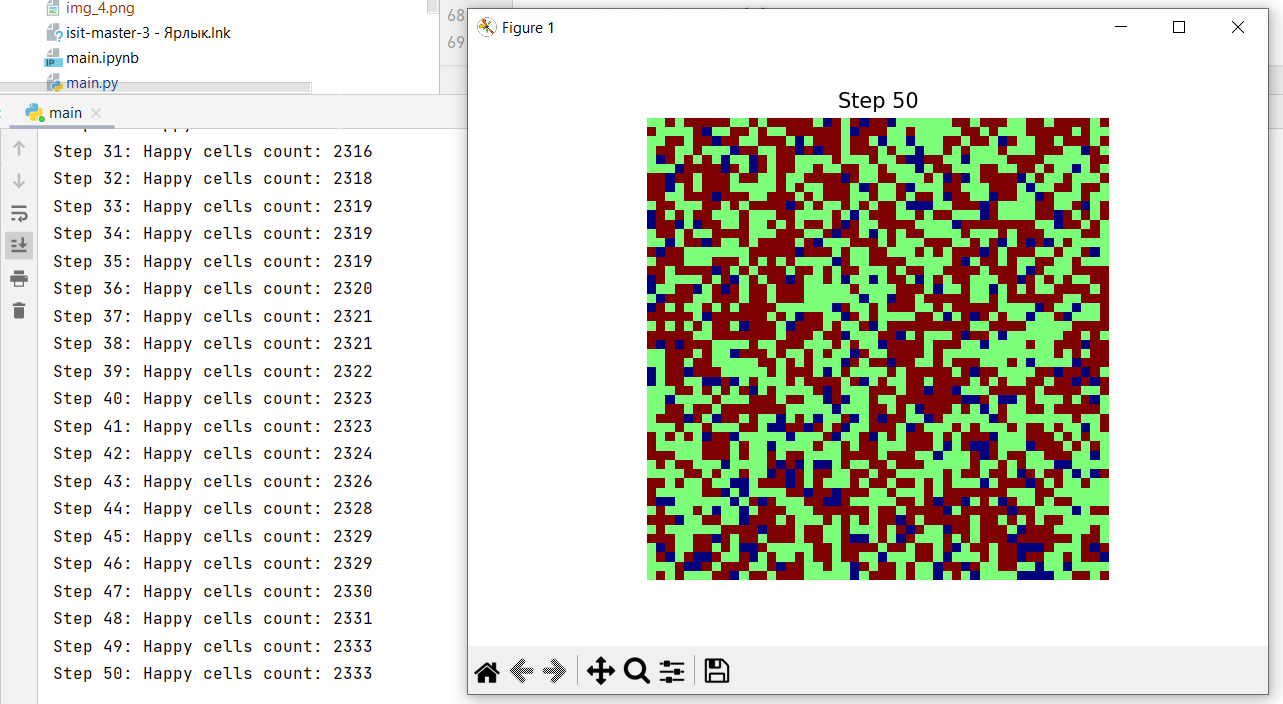 img_4.png
isit-master-3 - Ярлык.lnk
main.ipynb
main.py
68
69
main
Step 31: Happy cells count: 2316
Step 32: Happy cells count: 2318
Step 33: Happy cells count: 2319
Step 34: Happy cells count: 2319
Step 35: Happy cells count: 2319
Step 36: Happy cells count: 2320
Step 37: Happy cells count: 2321
Step 38: Happy cells count: 2321
Step 39: Happy cells count: 2322
Step 40: Happy cells count: 2323
Step 41: Happy cells count: 2323
Step 42: Happy cells count: 2324
Step 43: Happy cells count: 2326
Step 44: Happy cells count: 2328
Step 45: Happy cells count: 2329
Step 46: Happy cells count: 2329
Step 47: Happy cells count: 2330
Step 48: Happy cells count: 2331
Step 49: Happy cells count: 2333
Step 50: Happy cells count: 2333
Figure 1
Step 50